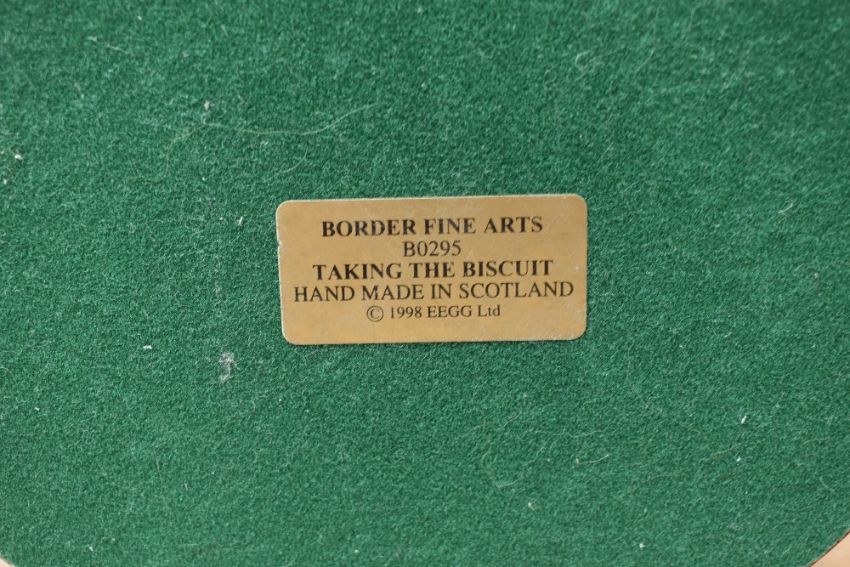 BORDER FINE ARTS
B0295
TAKING THE BISCUIT
HAND MADE IN SCOTLAND
© 1998 EEGG Ltd